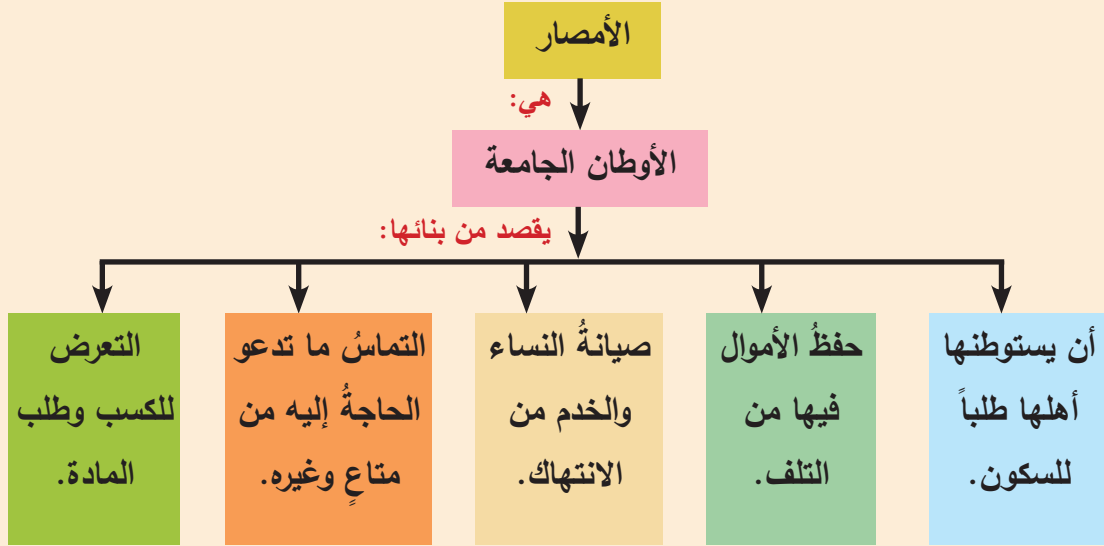 الأمصار
هي:
الأوطان الجامعة
يقصد من بنائها:
أن يستوطنها
أهلها طلباً
للسكون.
حفظُ الأموال
فيها من
التلف.
صيانةُ النساء
والخدم من
الانتهاك.
التماسُ ما تدعو
الحاجةُ إليه من
متاعٍ وغيره.
التعرض
للكسب وطلب
المادة.